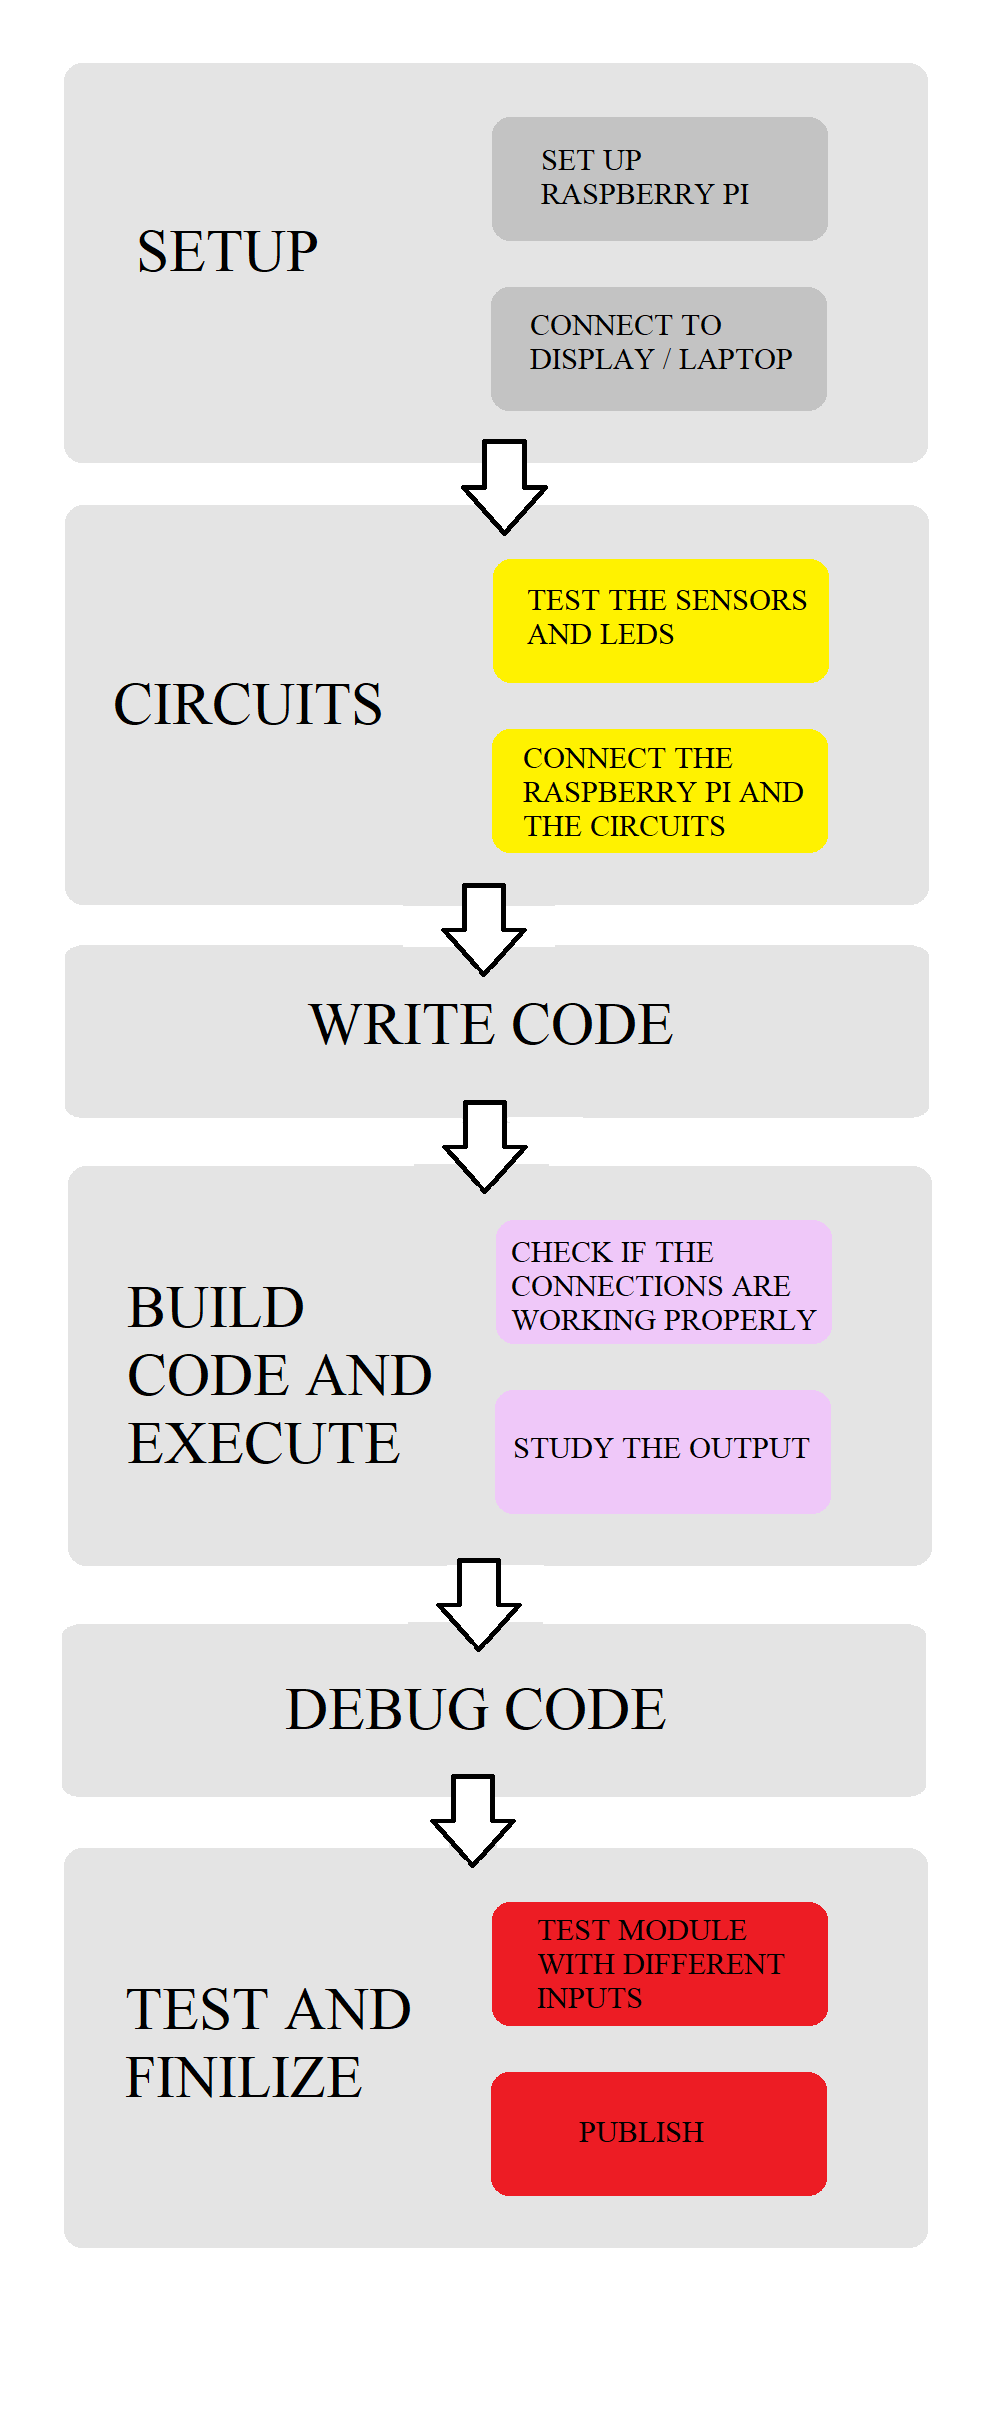 SETUP
SET UP
RASPBERRY PI
CONNECT TO
DISPLAY / LAPTOP
CIRCUITS
TEST THE SENSORS
AND LEDS
CONNECT THE
RASPBERRY PI AND
THE CIRCUITS
WRITE CODE
BUILD
CODE AND
EXECUTE
CHECK IF THE
CONNECTIONS ARE
WORKING PROPERLY
STUDY THE OUTPUT
DEBUG CODE
TEST AND
FINILIZE
TEST MODULE
WITH DIFFERENT
INPUTS
PUBLISH